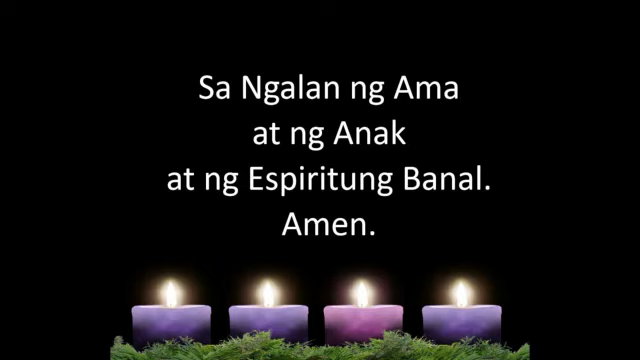 Sa Ngalan ng Ama
at ng Anak
at ng Espiritung Banal.
Amen.